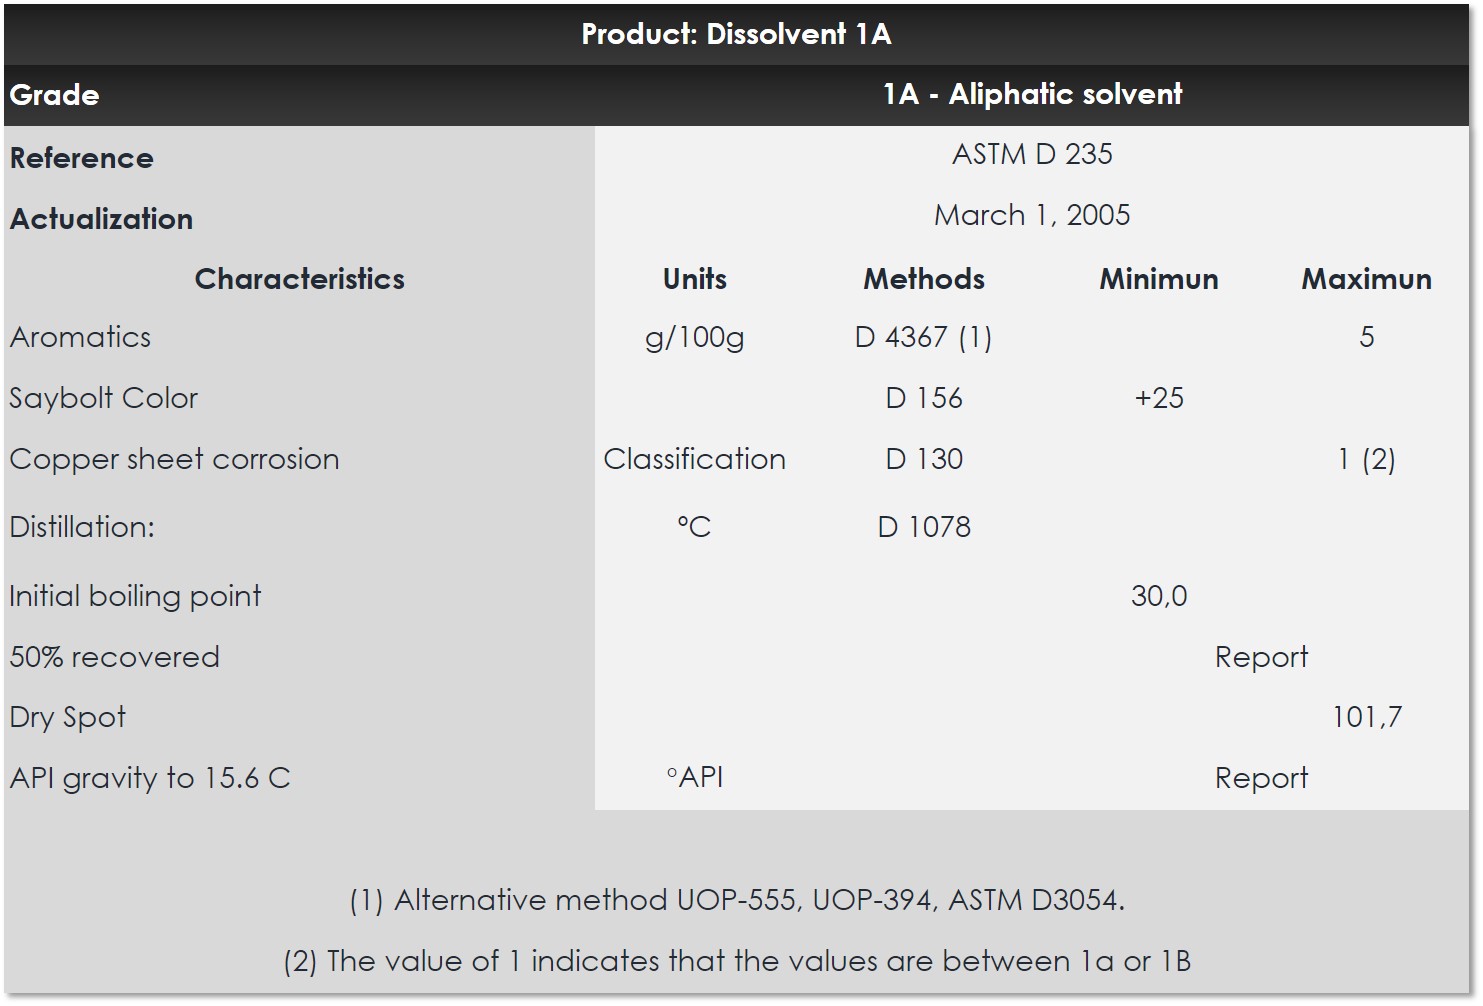 Product: Dissolvent 1A
Grade 1A - Aliphatic solvent
Reference ASTM D 235
Actualization March 1, 2005
Characteristics Units Methods Minimun Maximun
Aromatics g/100g D 4367 (1) 5
Saybolt Color D 156 +25
Copper sheet corrosion Classification D 130 1 (2)
Distillation: ºC D 1078
Initial boiling point 30,0
50% recovered Report
Dry Spot 101,7
API gravity to 15.6 C °API Report
(1) Alternative method UOP-555, UOP-394, ASTM D3054.
(2) The value of 1 indicates that the values are between 1a or 1B